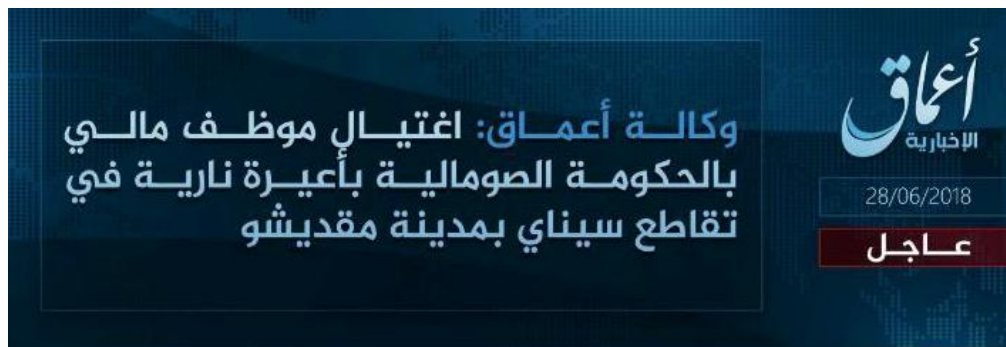 وكالة أعماق: اغتيال موظف مالي
بالحكومة الصومالية بأعيرة نارية في
تقاطع سيناي بمدينة مقديشو
أعماق
الإخبارية
28/06/2018
عاجل